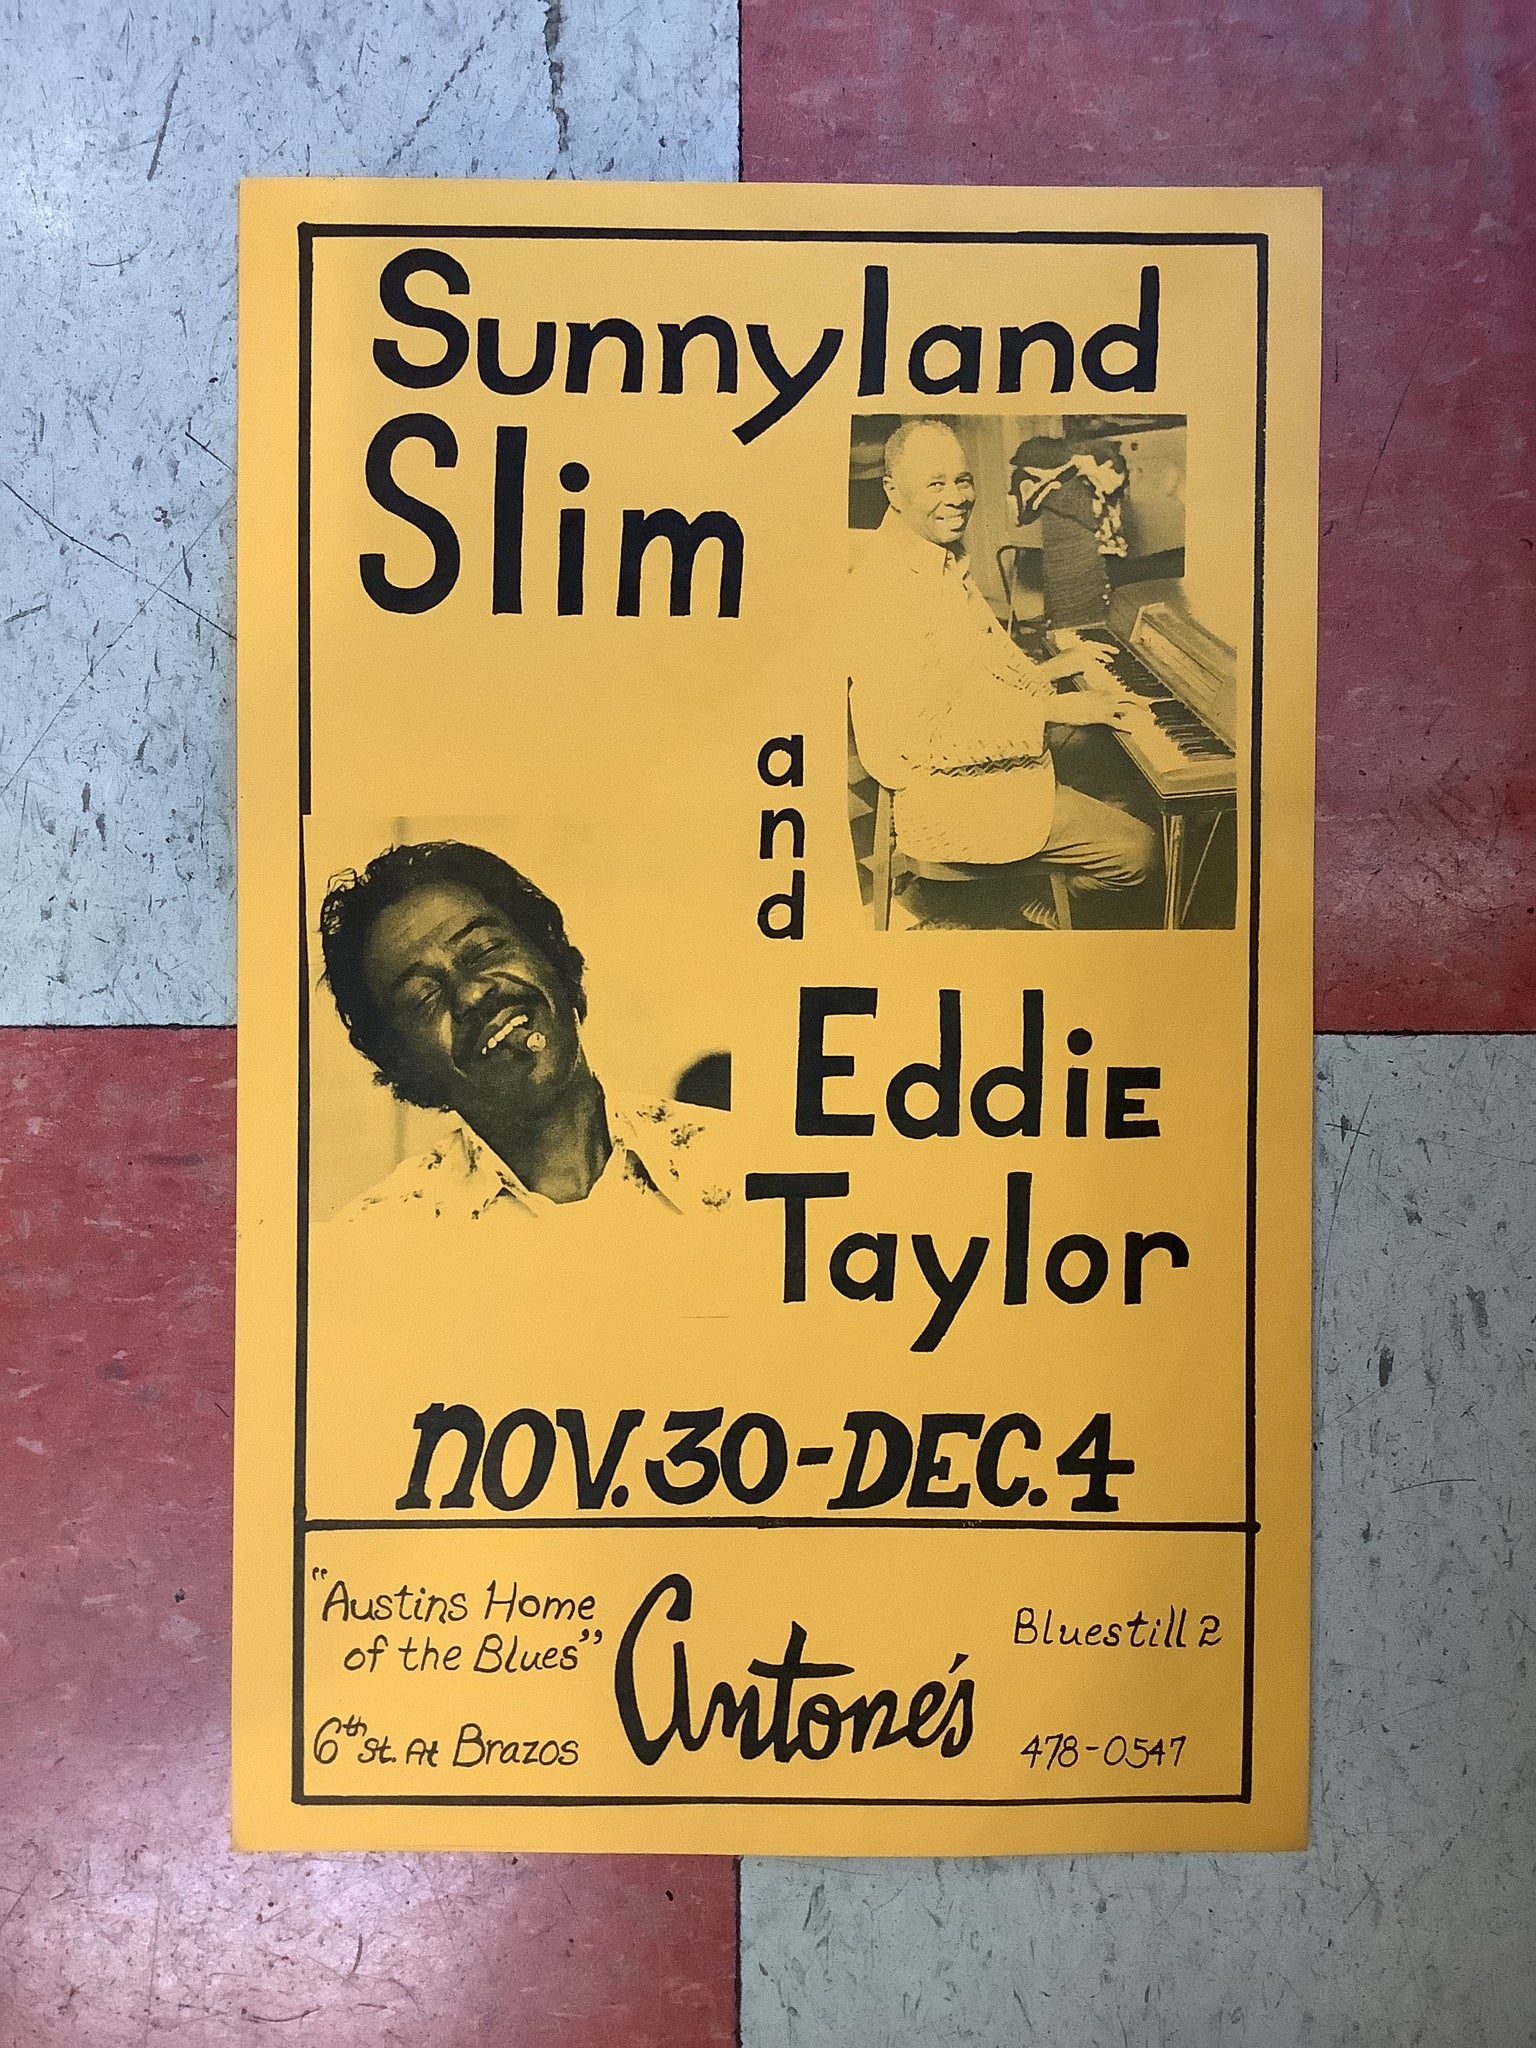 Sunnyland
Slim
and
EddiE
Taylor
NOV.30-DEC.4
"Austins Home
of the Blues"
6th St. At Brazos
Antone's
Bluestill 2
478-0547